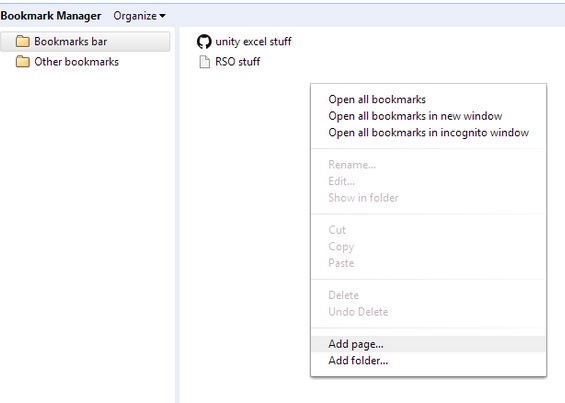 Bookmark Manager Organize
Bookmarks bar
Other bookmarks
unity excel stuff
RSO stuff
Open all bookmarks
Open all bookmarks in new window
Open all bookmarks in incognito window
Rename...
Edit...
Show in folder
Cut
Copy
Paste
Delete
Undo Delete
Add page...
Add folder...